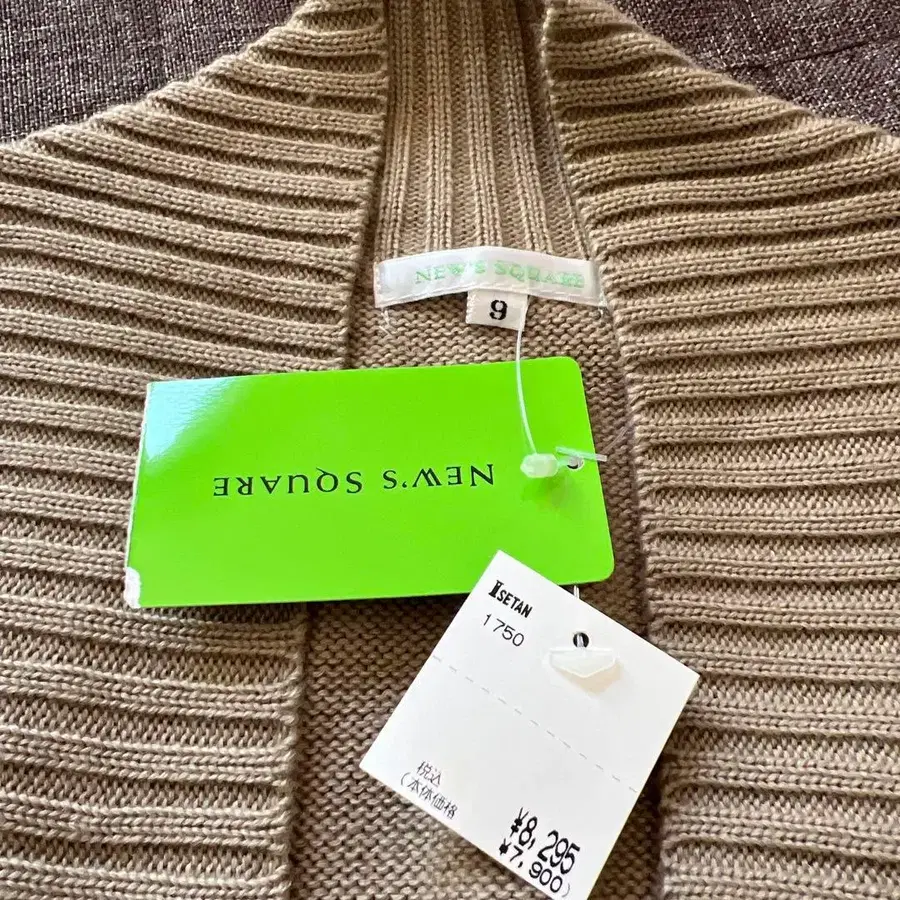 NEW'S SQUARE
9
NEW'S SQUARE
ISETAN
1750
税込 ¥8,295
(本体価格 ¥7,900)